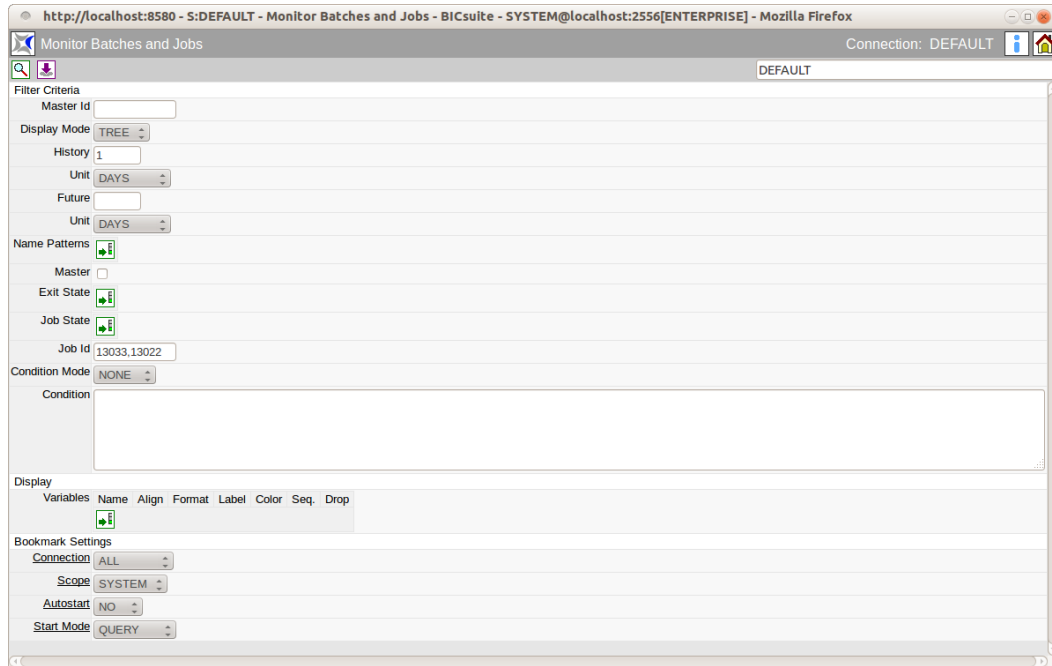 http://localhost:8580 - S:DEFAULT - Monitor Batches and Jobs - BICsuite - SYSTEM@localhost:2556[ENTERPRISE] - Mozilla Firefox
Monitor Batches and Jobs Connection: DEFAULT
DEFAULT
Filter Criteria
Master Id
Display Mode TREE
History 1
Unit DAYS
Future
Unit DAYS
Name Patterns
Master
Exit State
Job State
Job Id 13033,13022
Condition Mode NONE
Condition
Display
Variables Name Align Format Label Color Seq. Drop
Bookmark Settings
Connection ALL
Scope SYSTEM
Autostart NO
Start Mode QUERY